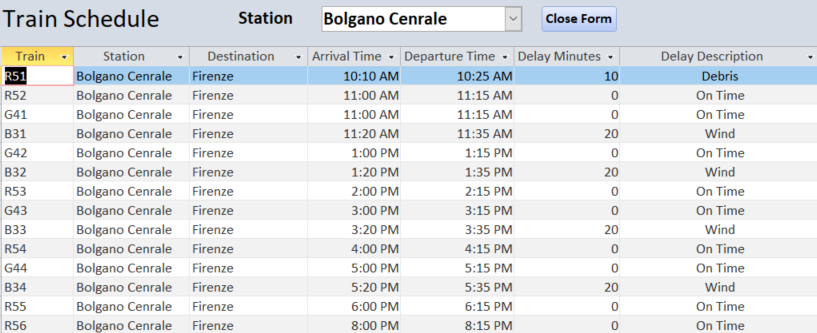 Train Schedule Station Bolgano Cenrale Close Form
Train Station Destination Arrival Time Departure Time Delay Minutes Delay Description
R51 Bolgano Cenrale Firenze 10:10 AM 10:25 AM 10 Debris
R52 Bolgano Cenrale Firenze 11:00 AM 11:15 AM 0 On Time
G41 Bolgano Cenrale Firenze 11:00 AM 11:15 AM 0 On Time
B31 Bolgano Cenrale Firenze 11:20 AM 11:35 AM 20 Wind
G42 Bolgano Cenrale Firenze 1:00 PM 1:15 PM 0 On Time
B32 Bolgano Cenrale Firenze 1:20 PM 1:35 PM 20 Wind
R53 Bolgano Cenrale Firenze 2:00 PM 2:15 PM 0 On Time
G43 Bolgano Cenrale Firenze 3:00 PM 3:15 PM 0 On Time
B33 Bolgano Cenrale Firenze 3:20 PM 3:35 PM 20 Wind
R54 Bolgano Cenrale Firenze 4:00 PM 4:15 PM 0 On Time
G44 Bolgano Cenrale Firenze 5:00 PM 5:15 PM 0 On Time
B34 Bolgano Cenrale Firenze 5:20 PM 5:35 PM 20 Wind
R55 Bolgano Cenrale Firenze 6:00 PM 6:15 PM 0 On Time
R56 Bolgano Cenrale Firenze 8:00 PM 8:15 PM 0 On Time